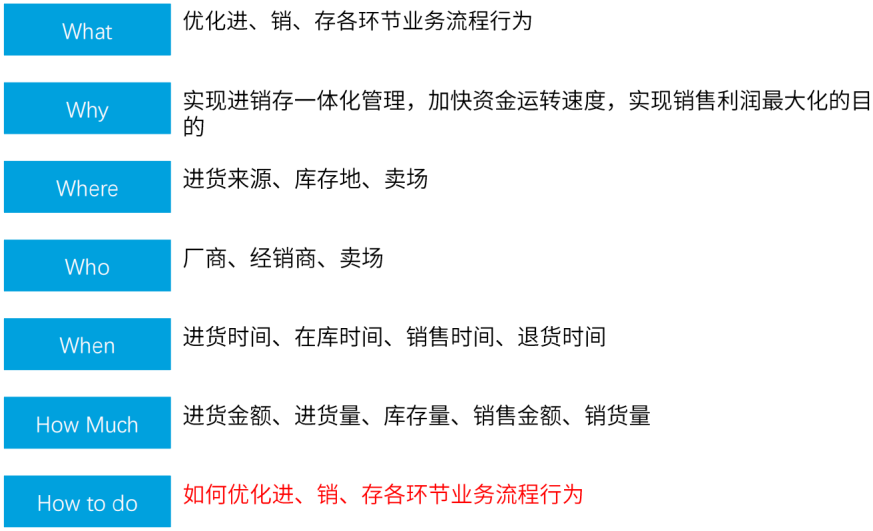 What
优化进、销、存各环节业务流程行为
Why
实现进销存一体化管理，加快资金运转速度，实现销售利润最大化的目
的
Where
进货来源、库存地、卖场
Who
厂商、经销商、卖场
When
进货时间、在库时间、销售时间、退货时间
How Much
进货金额、进货量、库存量、销售金额、销货量
How to do
如何优化进、销、存各环节业务流程行为